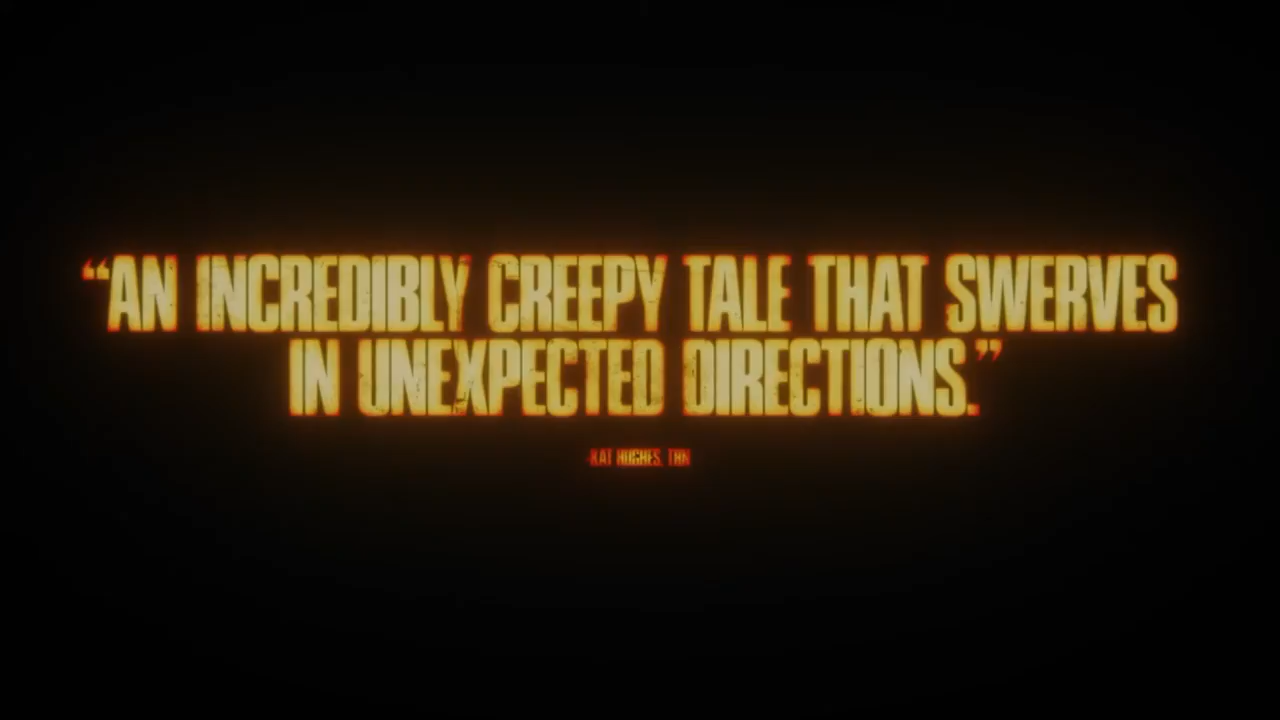 “AN INCREDIBLY CREEPY TALE THAT SWERVES
IN UNEXPECTED DIRECTIONS.”
KAT HUGHES, THN